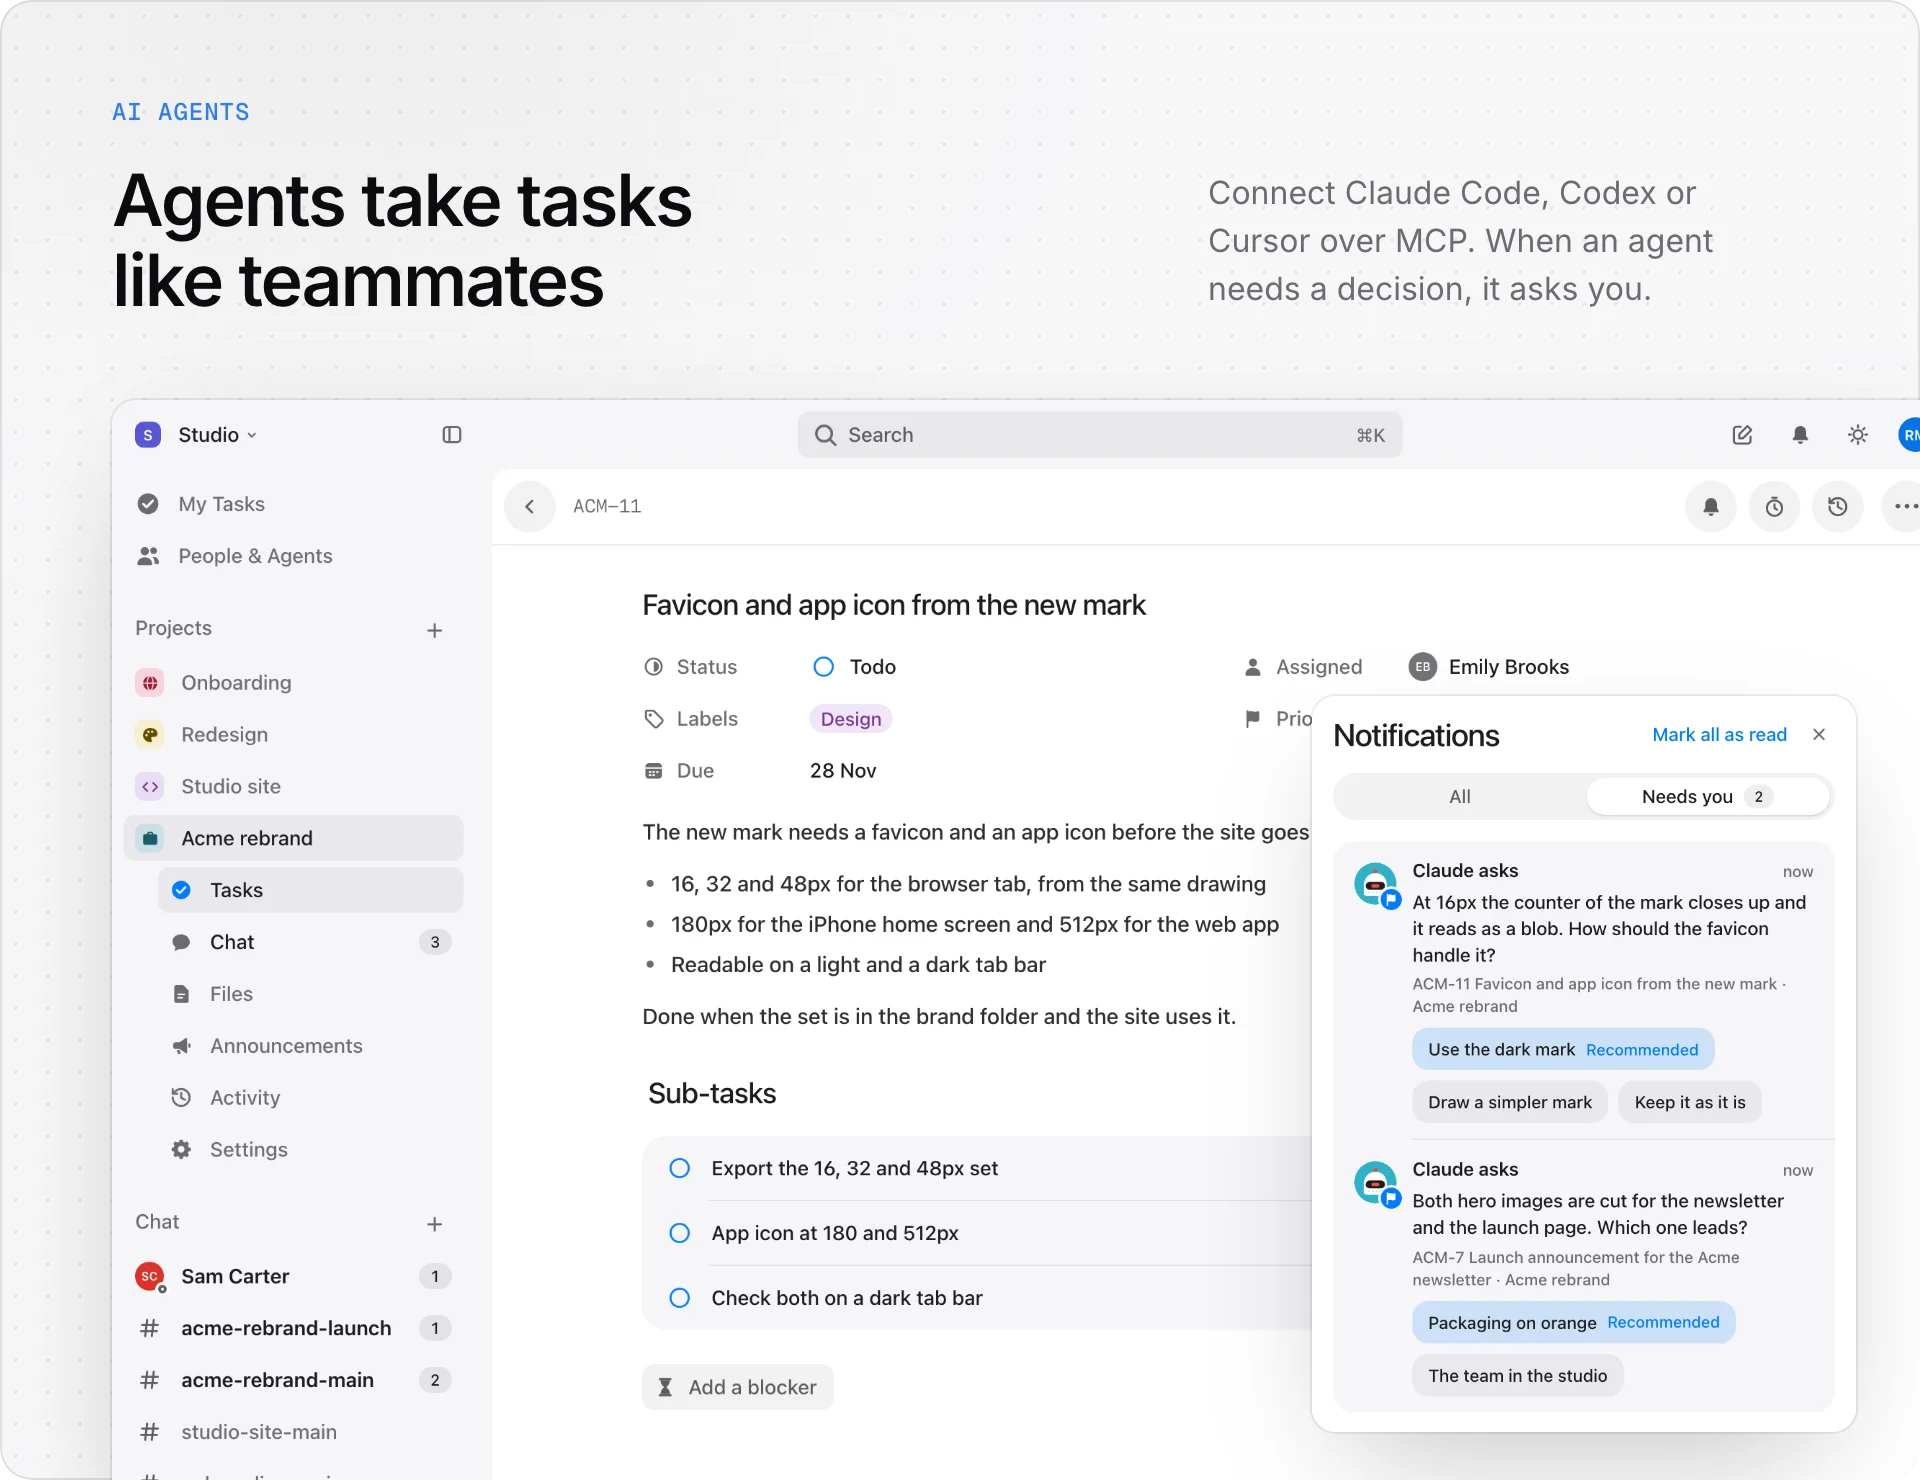 AI AGENTS
Agents take tasks
like teammates
Connect Claude Code, Codex or
Cursor over MCP. When an agent
needs a decision, it asks you.
S Studio
Search ⌘K
RM
My Tasks
People & Agents
Projects
Onboarding
Redesign
Studio site
Acme rebrand
Tasks
Chat 3
Files
Announcements
Activity
Settings
Chat
SC Sam Carter 1
# acme-rebrand-launch 1
# acme-rebrand-main 2
# studio-site-main
ACM-11
Favicon and app icon from the new mark
Status Todo
Assigned EB Emily Brooks
Labels Design
Prio
Due 28 Nov
The new mark needs a favicon and an app icon before the site goes
• 16, 32 and 48px for the browser tab, from the same drawing
• 180px for the iPhone home screen and 512px for the web app
• Readable on a light and a dark tab bar
Done when the set is in the brand folder and the site uses it.
Sub-tasks
Export the 16, 32 and 48px set
App icon at 180 and 512px
Check both on a dark tab bar
Add a blocker
Notifications Mark all as read
All Needs you 2
Claude asks now
At 16px the counter of the mark closes up and
it reads as a blob. How should the favicon
handle it?
ACM-11 Favicon and app icon from the new mark ·
Acme rebrand
Use the dark mark Recommended
Draw a simpler mark Keep it as it is
Claude asks now
Both hero images are cut for the newsletter
and the launch page. Which one leads?
ACM-7 Launch announcement for the Acme
newsletter · Acme rebrand
Packaging on orange Recommended
The team in the studio